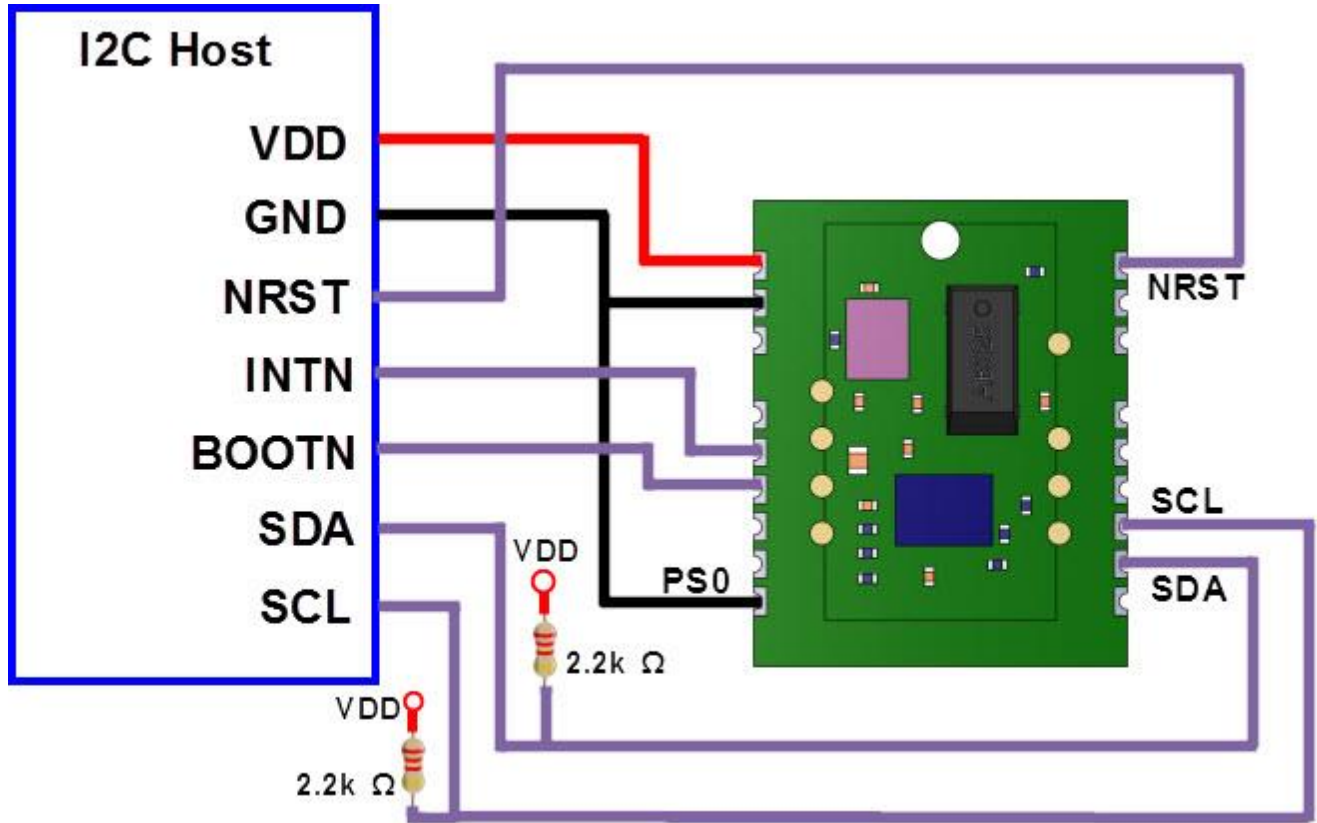 I2C Host
VDD
GND
NRST
INTN
BOOTN
SDA
SCL
NRST
SCL
SDA
PS0
VDD
2.2k Ω
VDD
2.2k Ω